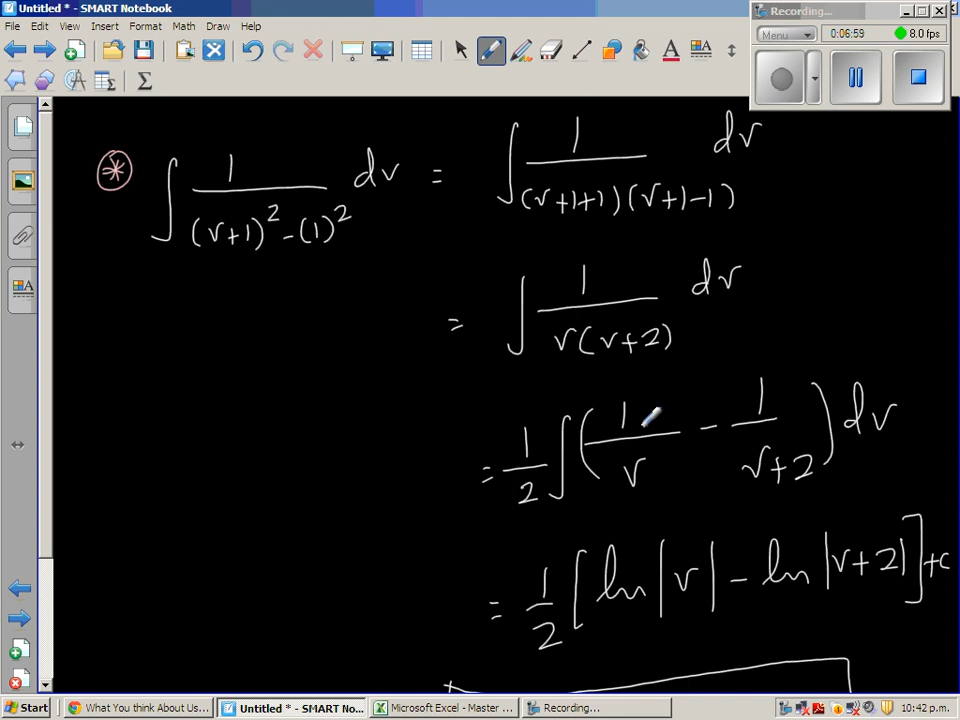 Untitled * - SMART Notebook
Recording...
File Edit View Insert Format Math Draw Help
Menu 0:06:59 8.0 fps
∫ 1/((v+1)² - (1)²) dv = ∫ 1/((v+1+1)(v+1-1)) dv
= ∫ 1/(v(v+2)) dv
= 1/2 ∫ (1/v - 1/(v+2)) dv
= 1/2 [ln|v| - ln|v+2|] + c
Start What You think About Us,... Untitled * - SMART No... Microsoft Excel - Master ... Recording... 10:42 p.m.